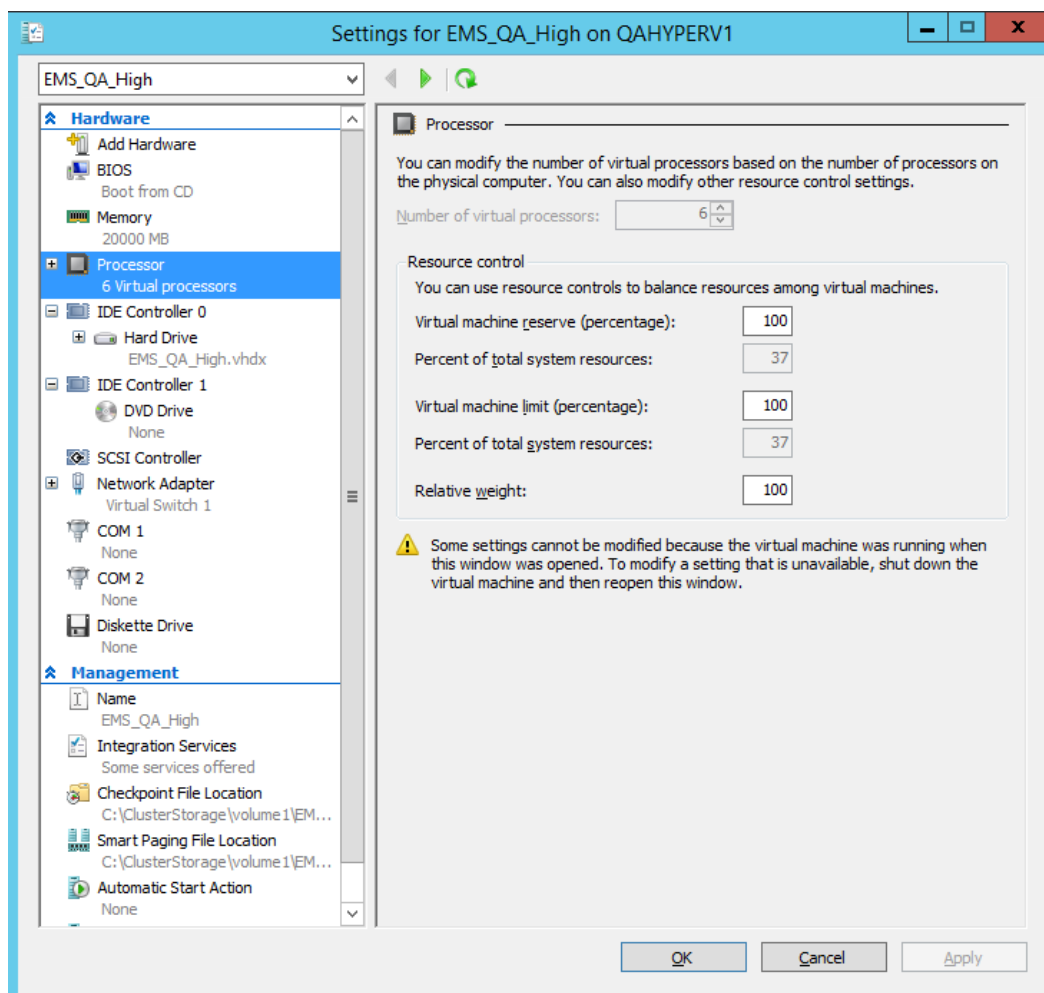 Settings for EMS_QA_High on QAHYPERV1
EMS_QA_High
Hardware
Add Hardware
BIOS
Boot from CD
Memory
20000 MB
Processor
6 Virtual processors
IDE Controller 0
Hard Drive
EMS_QA_High.vhdx
IDE Controller 1
DVD Drive
None
SCSI Controller
Network Adapter
Virtual Switch 1
COM 1
None
COM 2
None
Diskette Drive
None
Management
Name
EMS_QA_High
Integration Services
Some services offered
Checkpoint File Location
C:\ClusterStorage\volume1\EM...
Smart Paging File Location
C:\ClusterStorage\volume1\EM...
Automatic Start Action
None
Processor
You can modify the number of virtual processors based on the number of processors on
the physical computer. You can also modify other resource control settings.
Number of virtual processors: 6
Resource control
You can use resource controls to balance resources among virtual machines.
Virtual machine reserve (percentage): 100
Percent of total system resources: 37
Virtual machine limit (percentage): 100
Percent of total system resources: 37
Relative weight: 100
Some settings cannot be modified because the virtual machine was running when
this window was opened. To modify a setting that is unavailable, shut down the
virtual machine and then reopen this window.
OK Cancel Apply